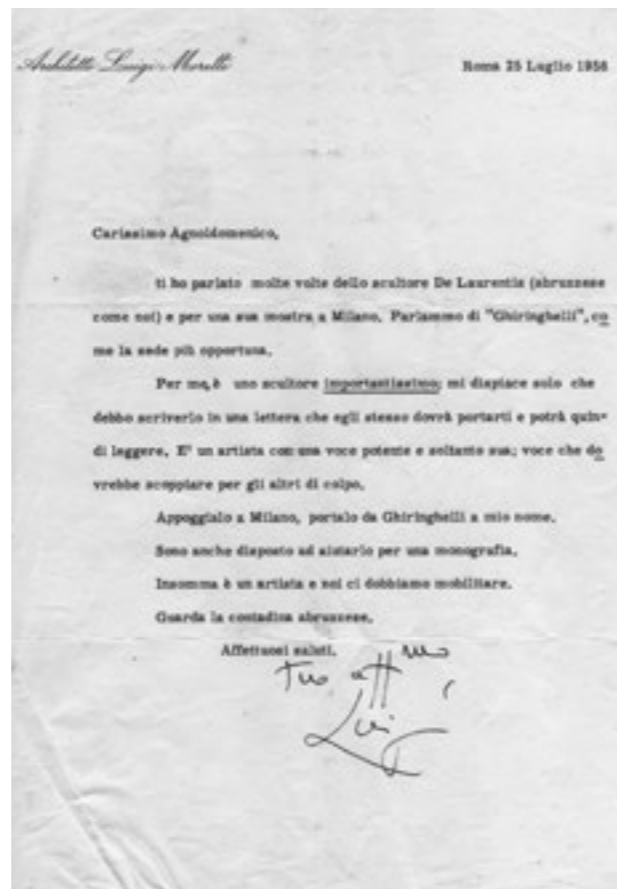 Architetto Luigi Moretti
Roma 25 Luglio 1956
Carissimo Agnoldomenico,
ti ho parlato molte volte dello scultore De Laurentis (abruzzese
come noi) e per una sua mostra a Milano. Parlammo di "Ghiringhelli", co
me la sede più opportuna.
Per me, è uno scultore importantissimo; mi dispiace solo che
debbo scriverlo in una lettera che egli stesso dovrà portarti e potrà quin-
di leggere. E' un artista con una voce potente e soltanto sua; voce che do
vrebbe scoppiare per gli altri di colpo.
Appoggialo a Milano, portalo da Ghiringhelli a mio nome.
Sono anche disposto ad aiutarlo per una monografia.
Insomma è un artista e noi ci dobbiamo mobilitare.
Guarda la contadina abruzzese.
Affettuosi saluti.
Tuo aff mo
Luigi